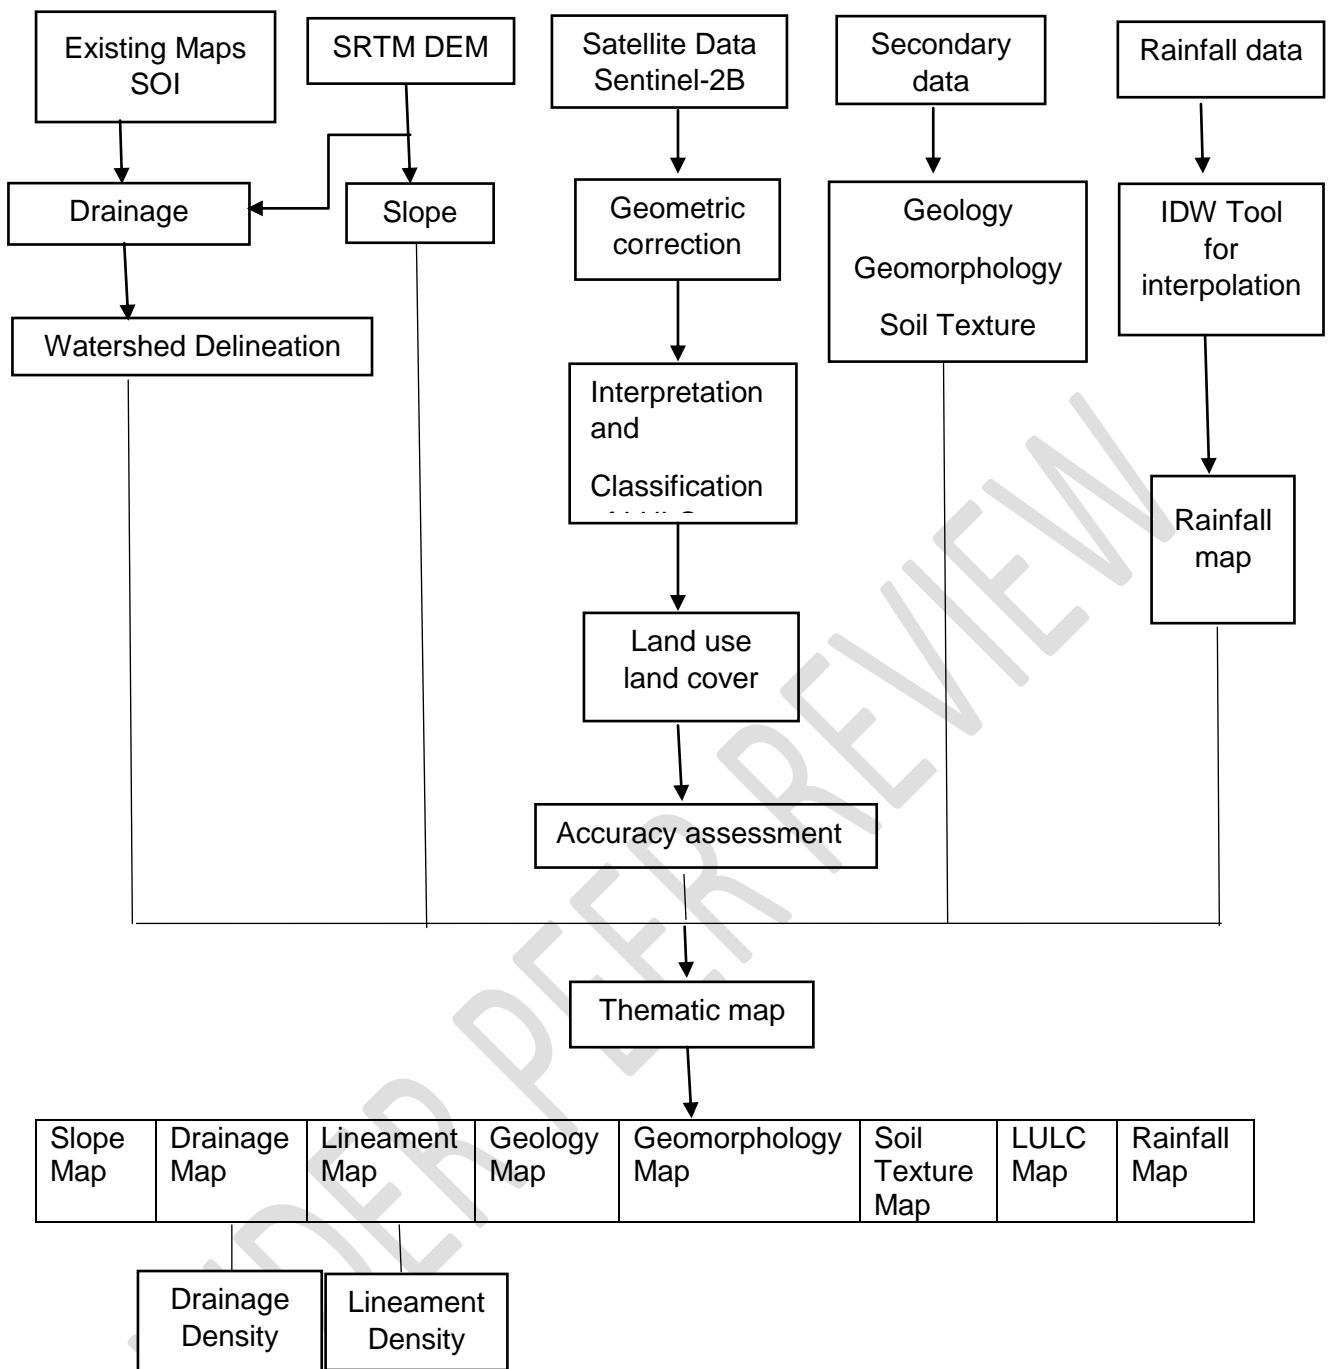 Existing Maps
SOI
SRTM DEM
Satellite Data
Sentinel-2B
Secondary
data
Rainfall data
Drainage
Slope
Geometric
correction
Geology
Geomorphology
Soil Texture
IDW Tool
for
interpolation
Watershed Delineation
Interpretation
and
Classification
Rainfall
map
Land use
land cover
Accuracy assessment
Thematic map
Slope
Map
Drainage
Map
Lineament
Map
Geology
Map
Geomorphology
Map
Soil
Texture
Map
LULC
Map
Rainfall
Map
Drainage
Density
Lineament
Density
PEER REVIEW